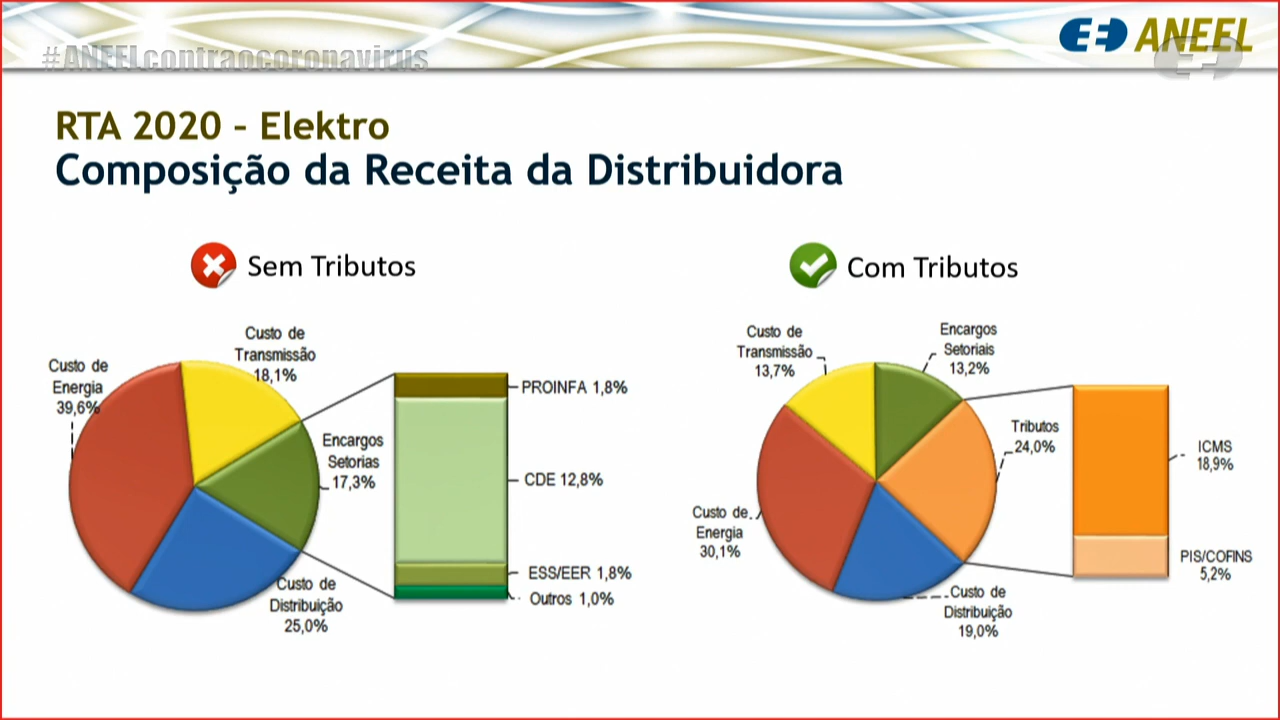 #ANEELcontraocoronavirus
ANEEL
RTA 2020 – Elektro
Composição da Receita da Distribuidora
Sem Tributos
Custo de
Transmissão
18,1%
Custo de
Energia
39,6%
Encargos
Setorias
17,3%
Custo de
Distribuição
25,0%
PROINFA 1,8%
CDE 12,8%
ESS/EER 1,8%
Outros 1,0%
Com Tributos
Custo de
Transmissão
13,7%
Encargos
Setoriais
13,2%
Tributos
24,0%
Custo de
Energia
30,1%
Custo de
Distribuição
19,0%
ICMS
18,9%
PIS/COFINS
5,2%